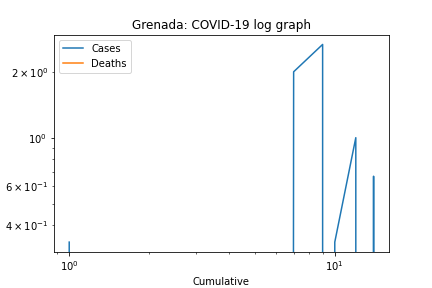 Grenada: COVID-19 log graph
Cases
Deaths
2 × 10⁰
10⁰
6 × 10⁻¹
4 × 10⁻¹
10⁰ 10¹
Cumulative